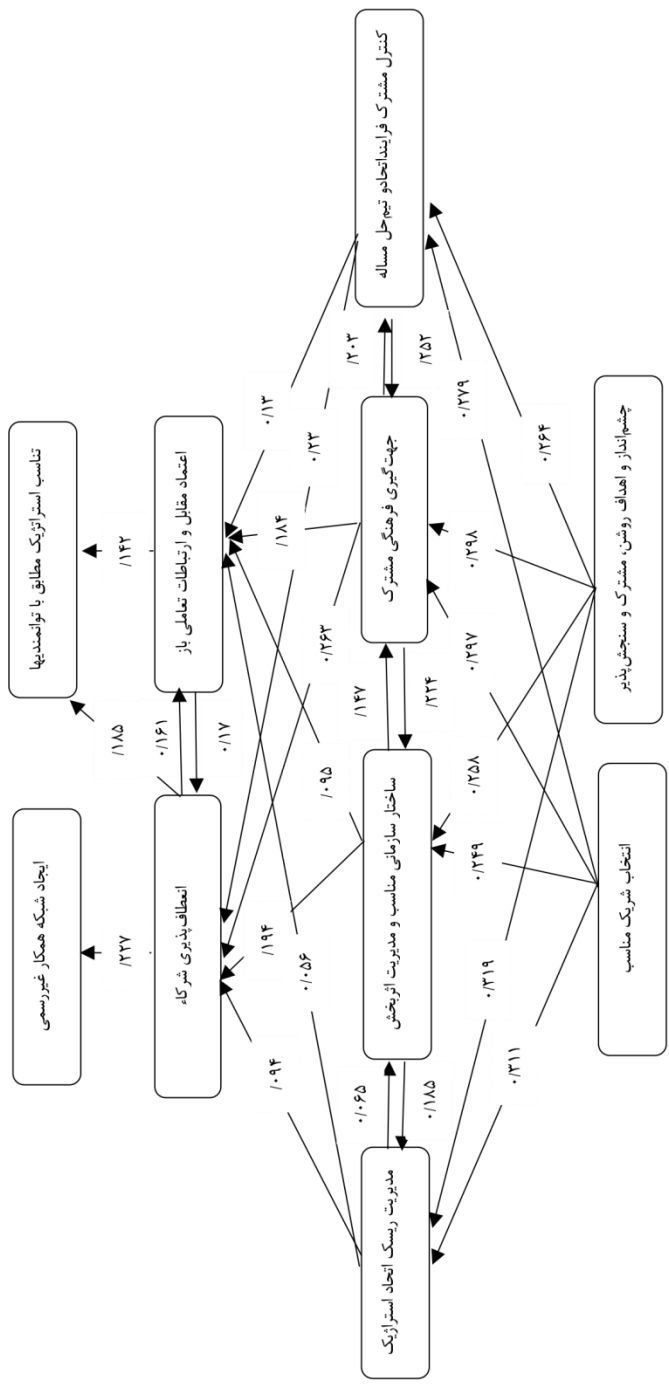 تناسب استراتژیک مطابق با توانمندیها
ایجاد شبکه همکار غیررسمی
/۱۴۲
/۱۸۵
/۲۲۷
اعتماد مقابل و ارتباطات تعاملی باز
۰/۱۶۱
۰/۱۷
انعطاف‌پذیری شرکاء
۰/۱۳
۰/۲۳
/۱۸۴
۰/۲۶۳
/۰۹۵
/۱۹۴
۰/۰۵۶
/۰۹۴
کنترل مشترک فراینداتحادو تیم‌حل مساله
/۲۰۳
/۲۵۲
جهت‌گیری فرهنگی مشترک
/۱۴۷
/۲۲۴
ساختار سازمانی مناسب و مدیریت اثربخش
۰/۰۶۵
۰/۱۸۵
مدیریت ریسک اتحاد استراژیک
۰/۲۷۹
۰/۲۶۴
۰/۲۹۸
۰/۲۹۷
۰/۲۵۸
۰/۲۴۹
۰/۳۱۹
۰/۳۱۱
چشم‌انداز و اهداف روشن، مشترک و سنجش‌پذیر
انتخاب شریک مناسب